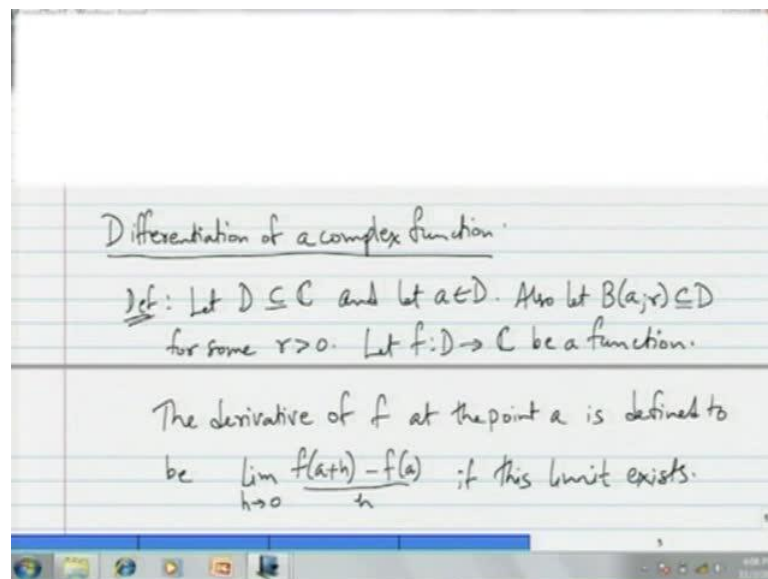 Differentiation of a complex function.
Def: Let D ⊆ C and let a∈D. Also let B(a;r) ⊆ D
for some r>0. Let f:D→ C be a function.
The derivative of f at the point a is defined to
be lim h→0 f(a+h) - f(a) / h if this limit exists.